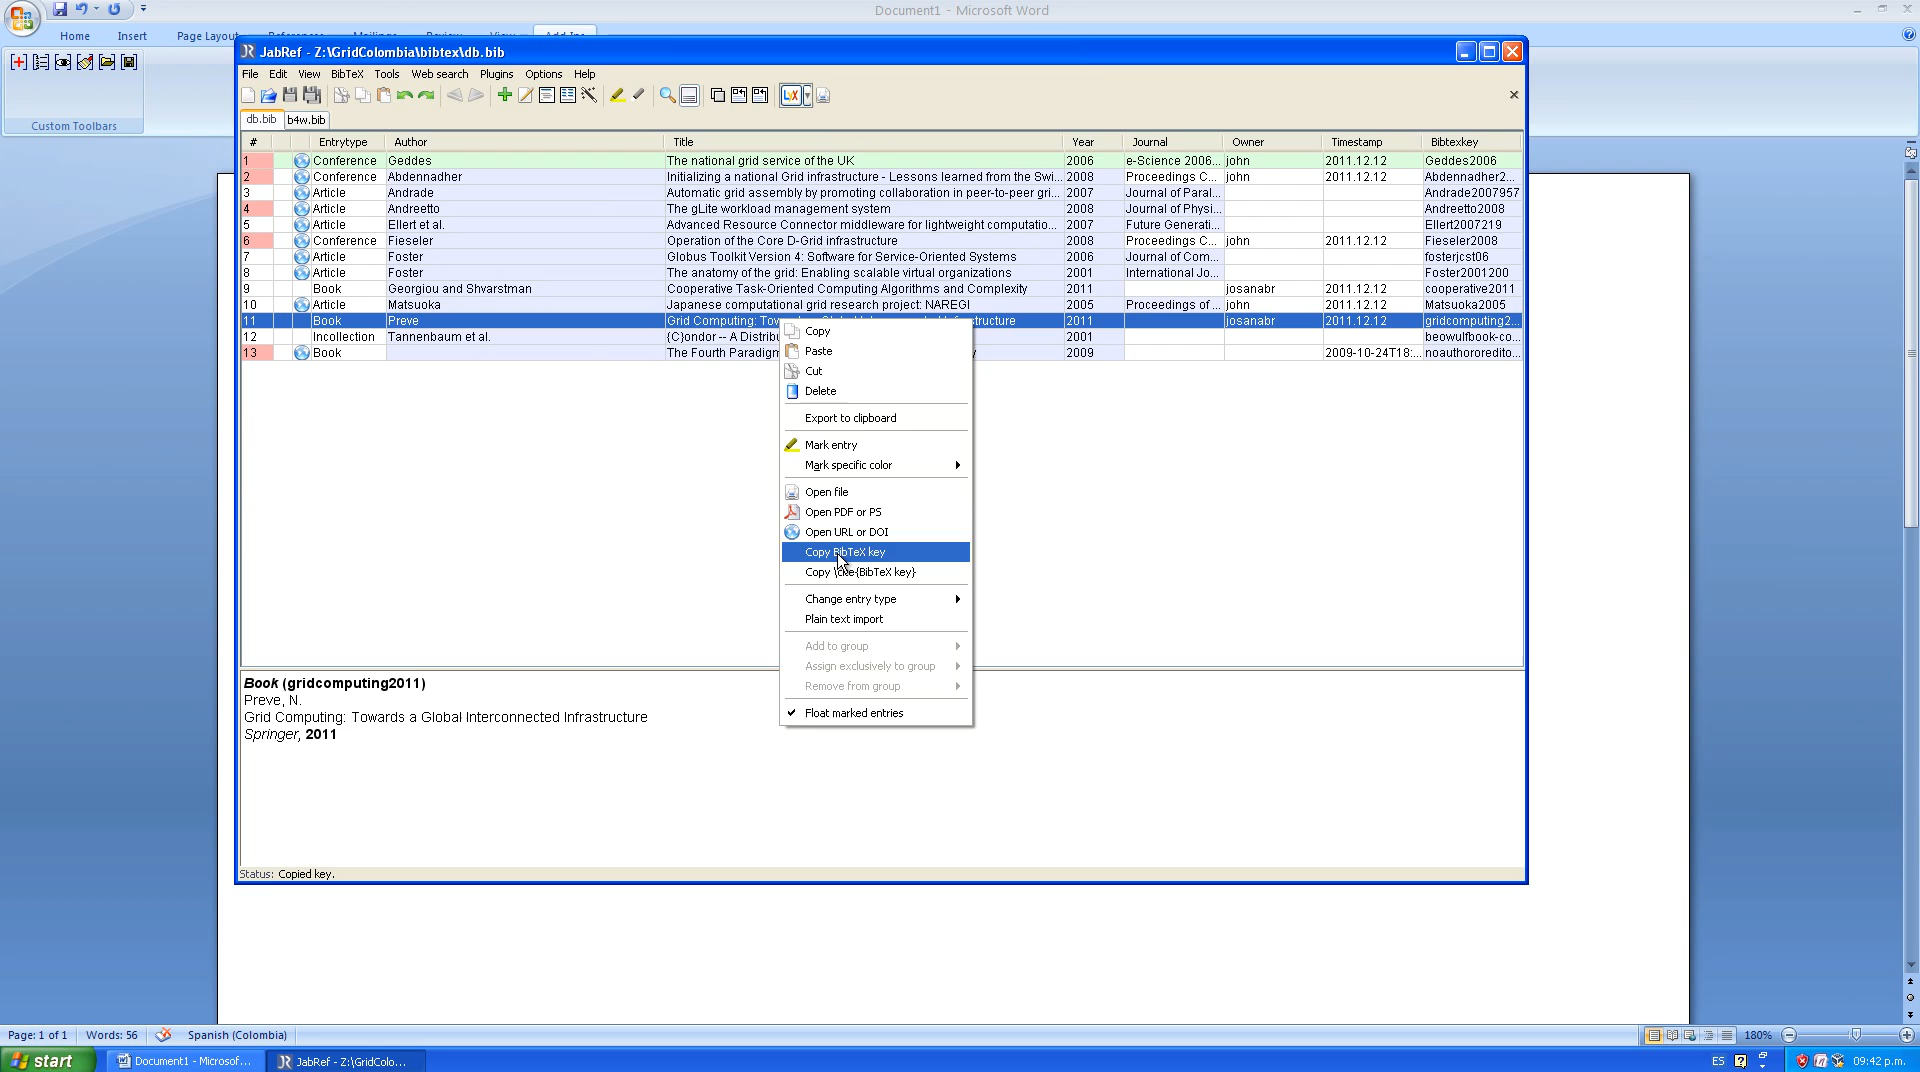 Document1 - Microsoft Word
Home Insert Page Layout References Mailings Review View Add-Ins
Custom Toolbars
JabRef - Z:\GridColombia\bibtex\db.bib
File Edit View BibTeX Tools Web search Plugins Options Help
db.bib b4w.bib
# Entrytype Author Title Year Journal Owner Timestamp Bibtexkey
1 Conference Geddes The national grid service of the UK 2006 e-Science 2006... john 2011.12.12 Geddes2006
2 Conference Abdennadher Initializing a national Grid infrastructure - Lessons learned from the Swi... 2008 Proceedings C... john 2011.12.12 Abdennadher2...
3 Article Andrade Automatic grid assembly by promoting collaboration in peer-to-peer gri... 2007 Journal of Paral... Andrade2007957
4 Article Andreetto The gLite workload management system 2008 Journal of Physi... Andreetto2008
5 Article Ellert et al. Advanced Resource Connector middleware for lightweight computatio... 2007 Future Generati... Ellert2007219
6 Conference Fieseler Operation of the Core D-Grid infrastructure 2008 Proceedings C... john 2011.12.12 Fieseler2008
7 Article Foster Globus Toolkit Version 4: Software for Service-Oriented Systems 2006 Journal of Com... fosterjcst06
8 Article Foster The anatomy of the grid: Enabling scalable virtual organizations 2001 International Jo... Foster2001200
9 Book Georgiou and Shvarstman Cooperative Task-Oriented Computing Algorithms and Complexity 2011 josanabr 2011.12.12 cooperative2011
10 Article Matsuoka Japanese computational grid research project: NAREGI 2005 Proceedings of ... john 2011.12.12 Matsuoka2005
11 Book Preve Grid Computing: 2011 josanabr 2011.12.12 gridcomputing2...
12 Incollection Tannenbaum et al. {C}ondor -- A Distribu 2001 beowulfbook-co...
13 Book The Fourth Paradigm y 2009 2009-10-24T18:... noauthororedito...
Copy
Paste
Cut
Delete
Export to clipboard
Mark entry
Mark specific color
Open file
Open PDF or PS
Open URL or DOI
Copy BibTeX key
Copy \cite{BibTeX key}
Change entry type
Plain text import
Add to group
Assign exclusively to group
Remove from group
Float marked entries
Book (gridcomputing2011)
Preve, N.
Grid Computing: Towards a Global Interconnected Infrastructure
Springer, 2011
Status: Copied key.
Page: 1 of 1 Words: 56 Spanish (Colombia) 180%
start Document1 - Microsof... JabRef - Z:\GridColo... ES 09:42 p.m.